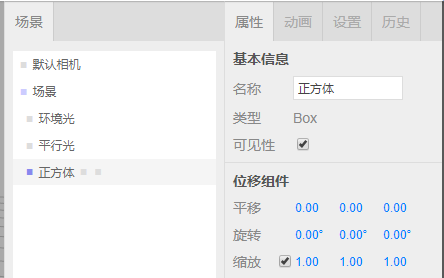 场景
默认相机
场景
环境光
平行光
正方体
属性 动画 设置 历史
基本信息
名称 正方体
类型 Box
可见性
位移组件
平移 0.00 0.00 0.00
旋转 0.00° 0.00° 0.00°
缩放 1.00 1.00 1.00